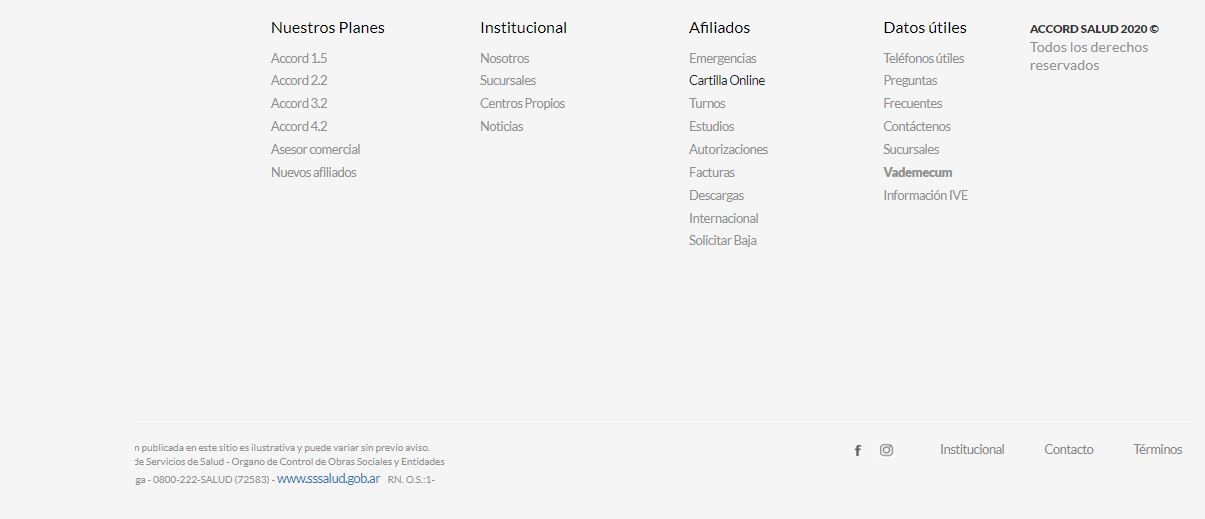 Nuestros Planes
Accord 1.5
Accord 2.2
Accord 3.2
Accord 4.2
Asesor comercial
Nuevos afiliados
Institucional
Nosotros
Sucursales
Centros Propios
Noticias
Afiliados
Emergencias
Cartilla Online
Turnos
Estudios
Autorizaciones
Facturas
Descargas
Internacional
Solicitar Baja
Datos útiles
Teléfonos útiles
Preguntas
Frecuentes
Contáctenos
Sucursales
Vademecum
Información IVE
ACCORD SALUD 2020 ©
Todos los derechos
reservados
n publicada en este sitio es ilustrativa y puede variar sin previo aviso.
de Servicios de Salud - Organo de Control de Obras Sociales y Entidades
ga - 0800-222-SALUD (72583) - www.sssalud.gob.ar RN. O.S.:1-
Institucional
Contacto
Términos